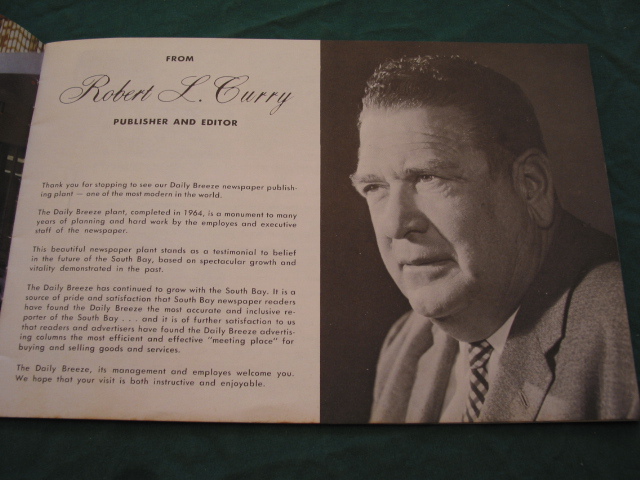 FROM
Robert L. Curry
PUBLISHER AND EDITOR
Thank you for stopping to see our Daily Breeze newspaper publish-
ing plant — one of the most modern in the world.
The Daily Breeze plant, completed in 1964, is a monument to many
years of planning and hard work by the employes and executive
staff of the newspaper.
This beautiful newspaper plant stands as a testimonial to belief
in the future of the South Bay, based on spectacular growth and
vitality demonstrated in the past.
The Daily Breeze has continued to grow with the South Bay. It is a
source of pride and satisfaction that South Bay newspaper readers
have found the Daily Breeze the most accurate and inclusive re-
porter of the South Bay . . . and it is of further satisfaction to us
that readers and advertisers have found the Daily Breeze advertis-
ing columns the most efficient and effective "meeting place" for
buying and selling goods and services.
The Daily Breeze, its management and employes welcome you.
We hope that your visit is both instructive and enjoyable.